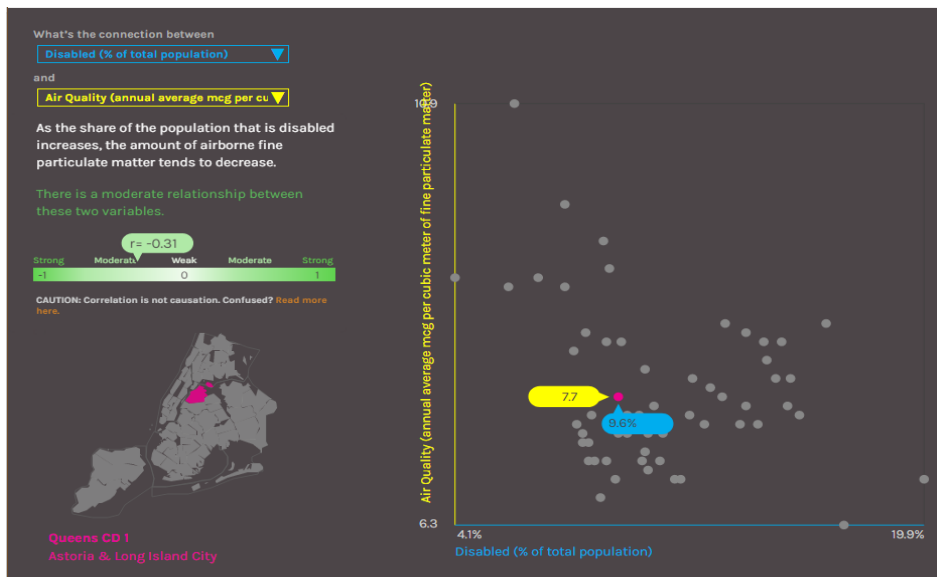 What's the connection between
Disabled (% of total population)
and
Air Quality (annual average mcg per cu
As the share of the population that is disabled
increases, the amount of airborne fine
particulate matter tends to decrease.
There is a moderate relationship between
these two variables.
r= -0.31
Strong Moderat Weak Moderate Strong
-1 0 1
CAUTION: Correlation is not causation. Confused? Read more
here.
Queens CD 1
Astoria & Long Island City
Air Quality (annual average mcg per cubic meter of fine particulate matter)
10.9
7.7
9.6%
6.3
4.1% 19.9%
Disabled (% of total population)